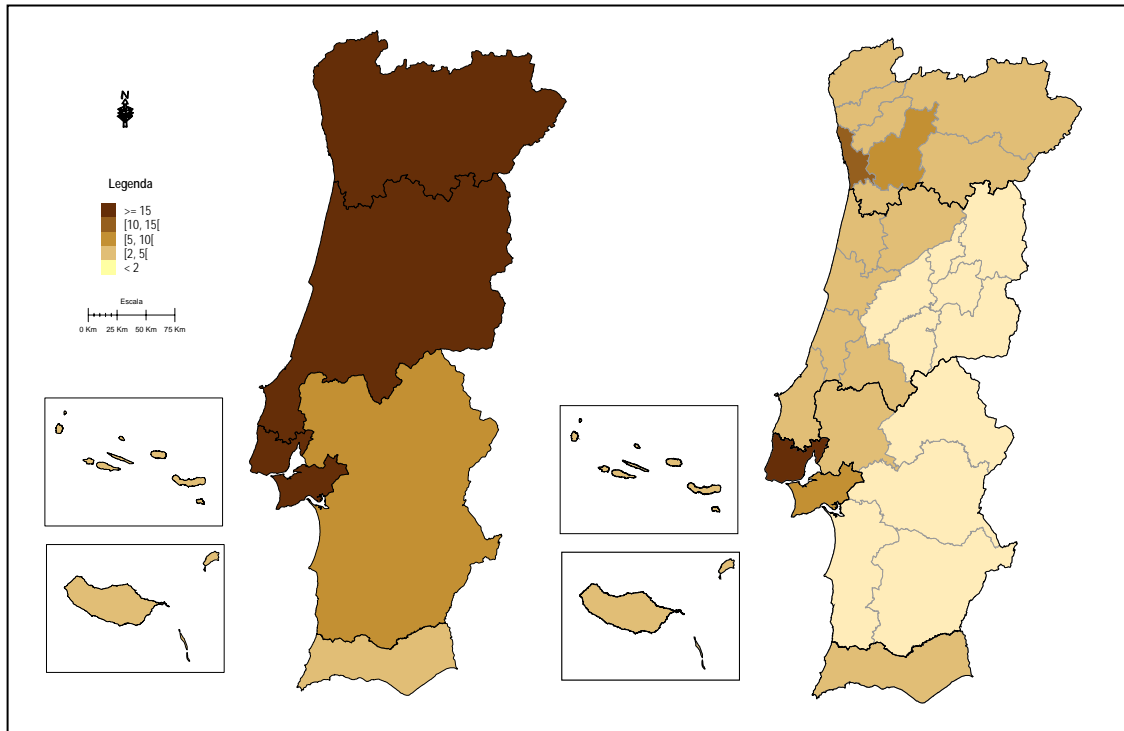 N
Legenda
>= 15
[10, 15[
[5, 10[
[2, 5[
< 2
Escala
0 Km 25 Km 50 Km 75 Km